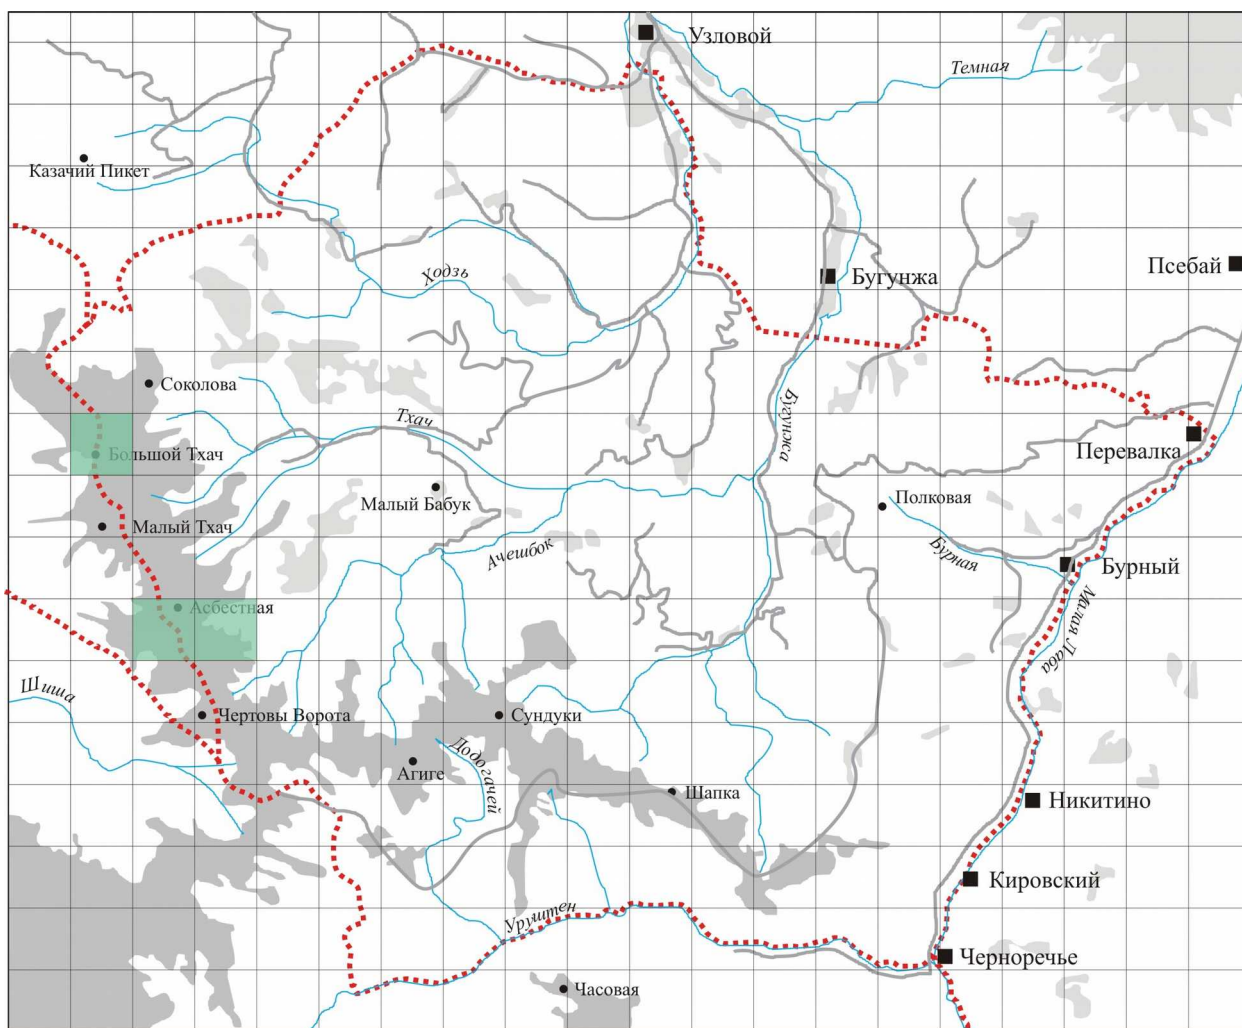 Узловой
Темная
Казачий Пикет
Псебай
Ходзь
Бугунжа
Соколова
Тхач
Бугунжа
Перевалка
Большой Тхач
Малый Бабук
Полковая
Малый Тхач
Ачешбок
Бурная
Бурный
Асбестная
Малая Лаба
Шиша
Чертовы Ворота
Сундуки
Додогачей
Агиге
Шапка
Никитино
Кировский
Уруштен
Черноречье
Часовая